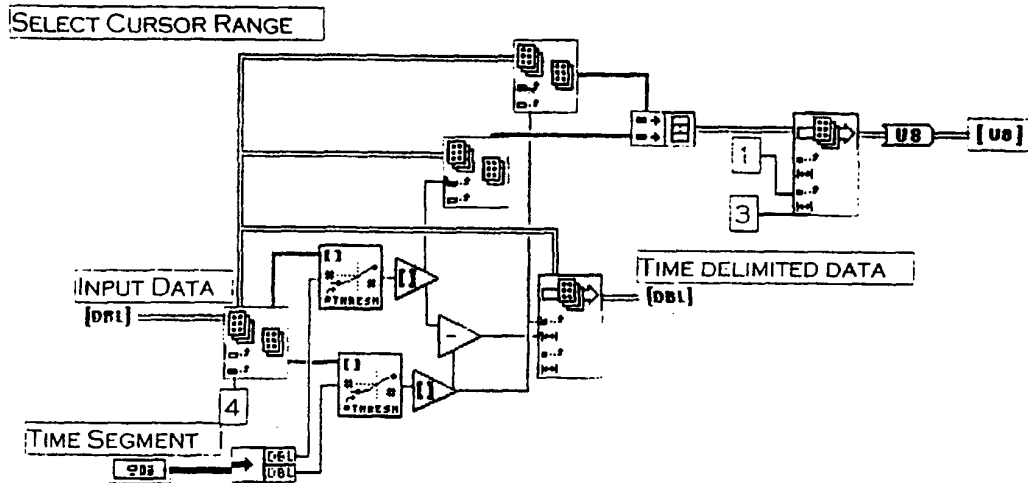 SELECT CURSOR RANGE
1
U8
[U8]
3
TIME DELIMITED DATA
[DBL]
INPUT DATA
[DBL]
THRESH
THRESH
4
TIME SEGMENT
DBL
DBL